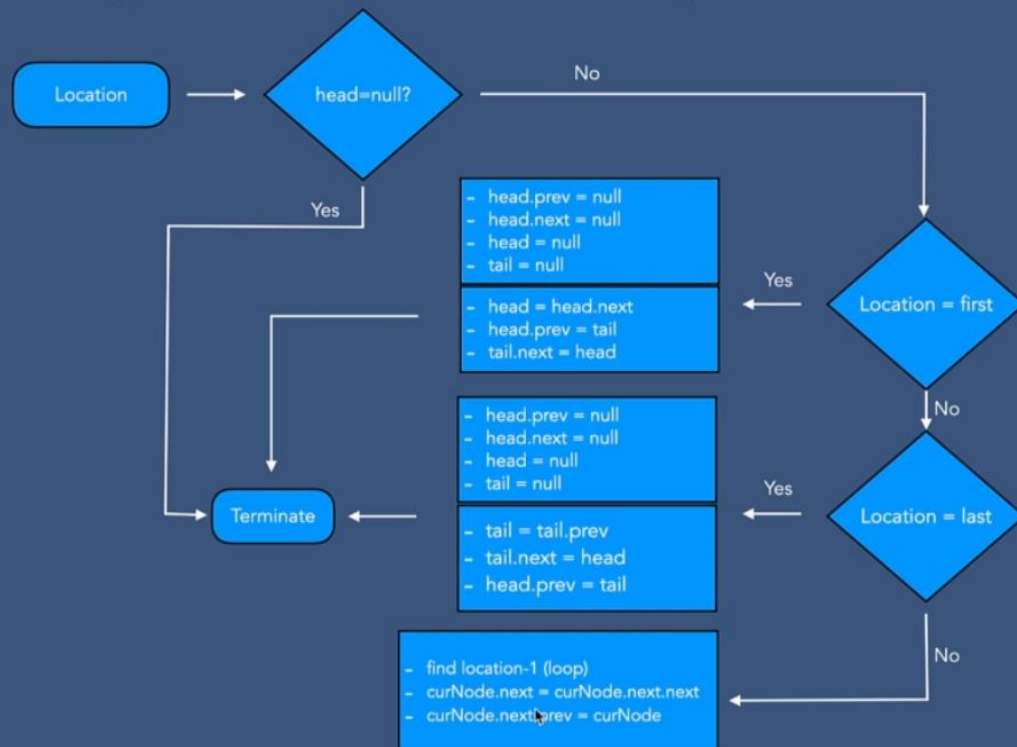 Location
head=null?
No
Yes
- head.prev = null
- head.next = null
- head = null
- tail = null
- head = head.next
- head.prev = tail
- tail.next = head
Yes
Location = first
No
- head.prev = null
- head.next = null
- head = null
- tail = null
- tail = tail.prev
- tail.next = head
- head.prev = tail
Yes
Location = last
Terminate
No
- find location-1 (loop)
- curNode.next = curNode.next.next
- curNode.next.prev = curNode